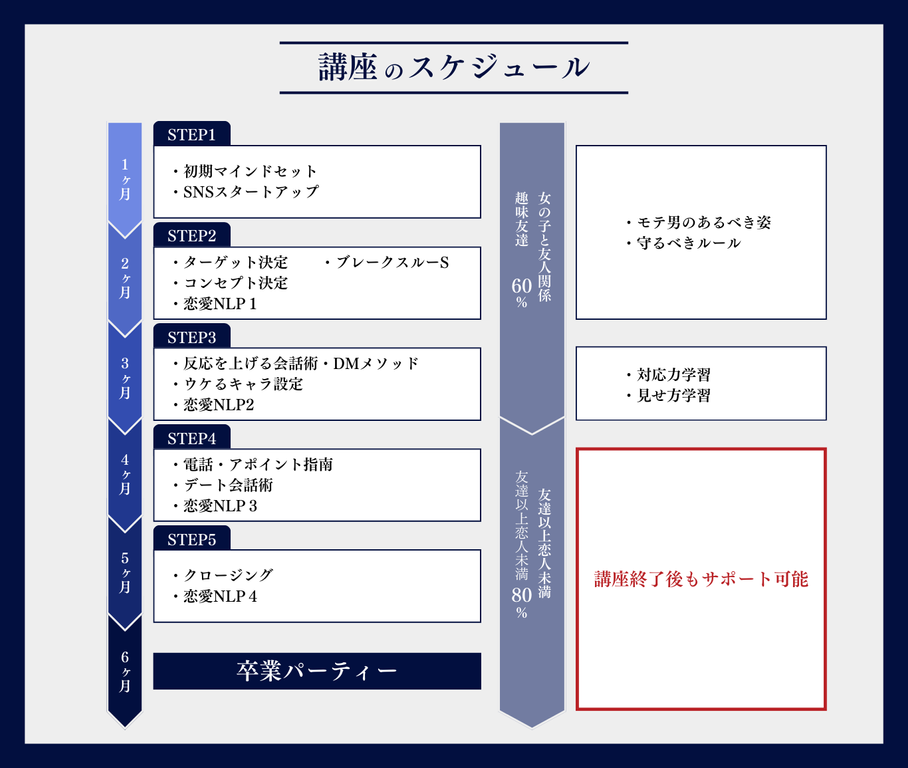 講座のスケジュール
1ヶ月
2ヶ月
3ヶ月
4ヶ月
5ヶ月
6ヶ月
STEP1
・初期マインドセット
・SNSスタートアップ
STEP2
・ターゲット決定　・ブレークスルーS
・コンセプト決定
・恋愛NLP１
STEP3
・反応を上げる会話術・DMメソッド
・ウケるキャラ設定
・恋愛NLP2
STEP4
・電話・アポイント指南
・デート会話術
・恋愛NLP３
STEP5
・クロージング
・恋愛NLP４
卒業パーティー
女の子と友人関係
趣味友達
60%
友達以上恋人未満
友達以上恋人未満
80%
・モテ男のあるべき姿
・守るべきルール
・対応力学習
・見せ方学習
講座終了後もサポート可能